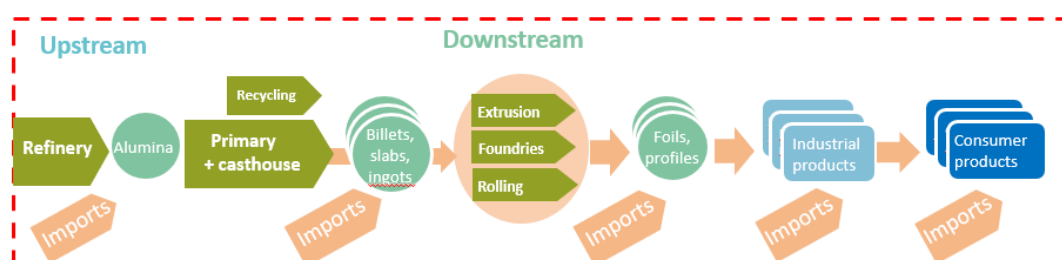 Upstream
Downstream
Recycling
Refinery
Alumina
Primary
+ casthouse
Billets,
slabs,
ingots
Extrusion
Foundries
Rolling
Foils,
profiles
Industrial
products
Consumer
products
Imports
Imports
Imports
Imports
Imports